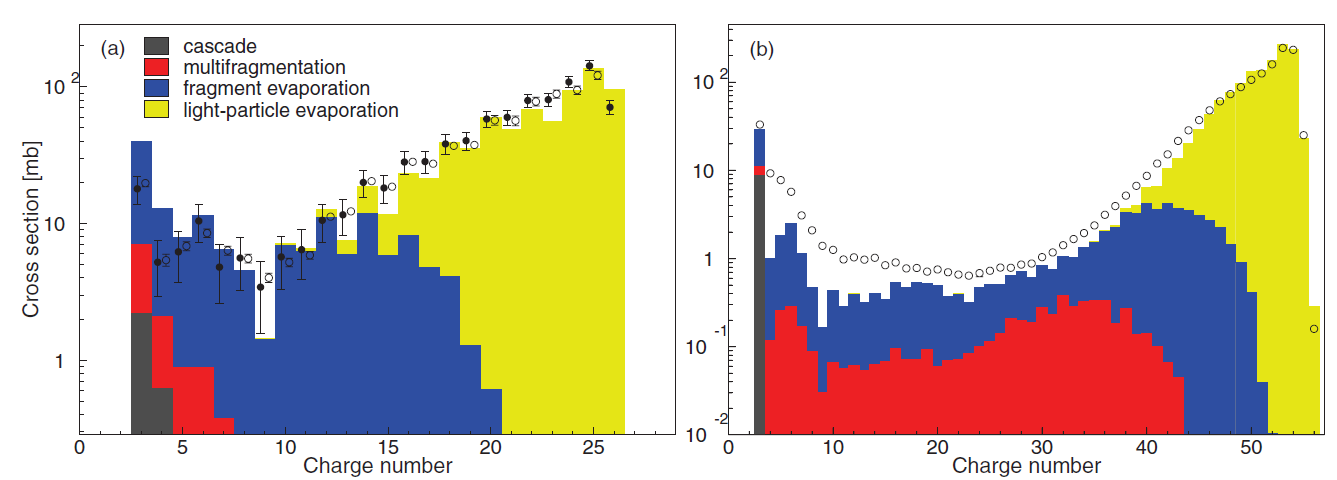 (a)
cascade
multifragmentation
fragment evaporation
light-particle evaporation
Cross section [mb]
10 2
10
1
0 5 10 15 20 25
Charge number
(b)
10 2
10
1
10 -1
10 -2
0 10 20 30 40 50
Charge number